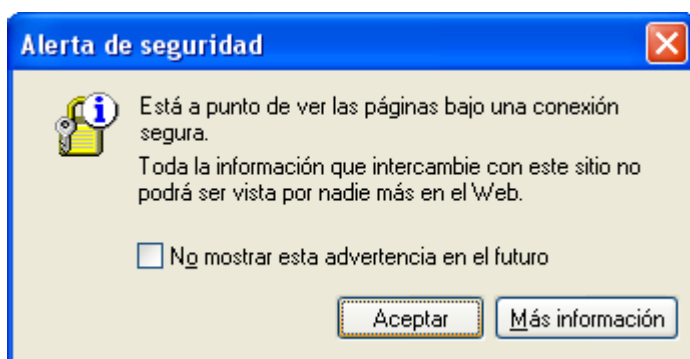 Alerta de seguridad
Está a punto de ver las páginas bajo una conexión
segura.
Toda la información que intercambie con este sitio no
podrá ser vista por nadie más en el Web.
No mostrar esta advertencia en el futuro
Aceptar
Más información